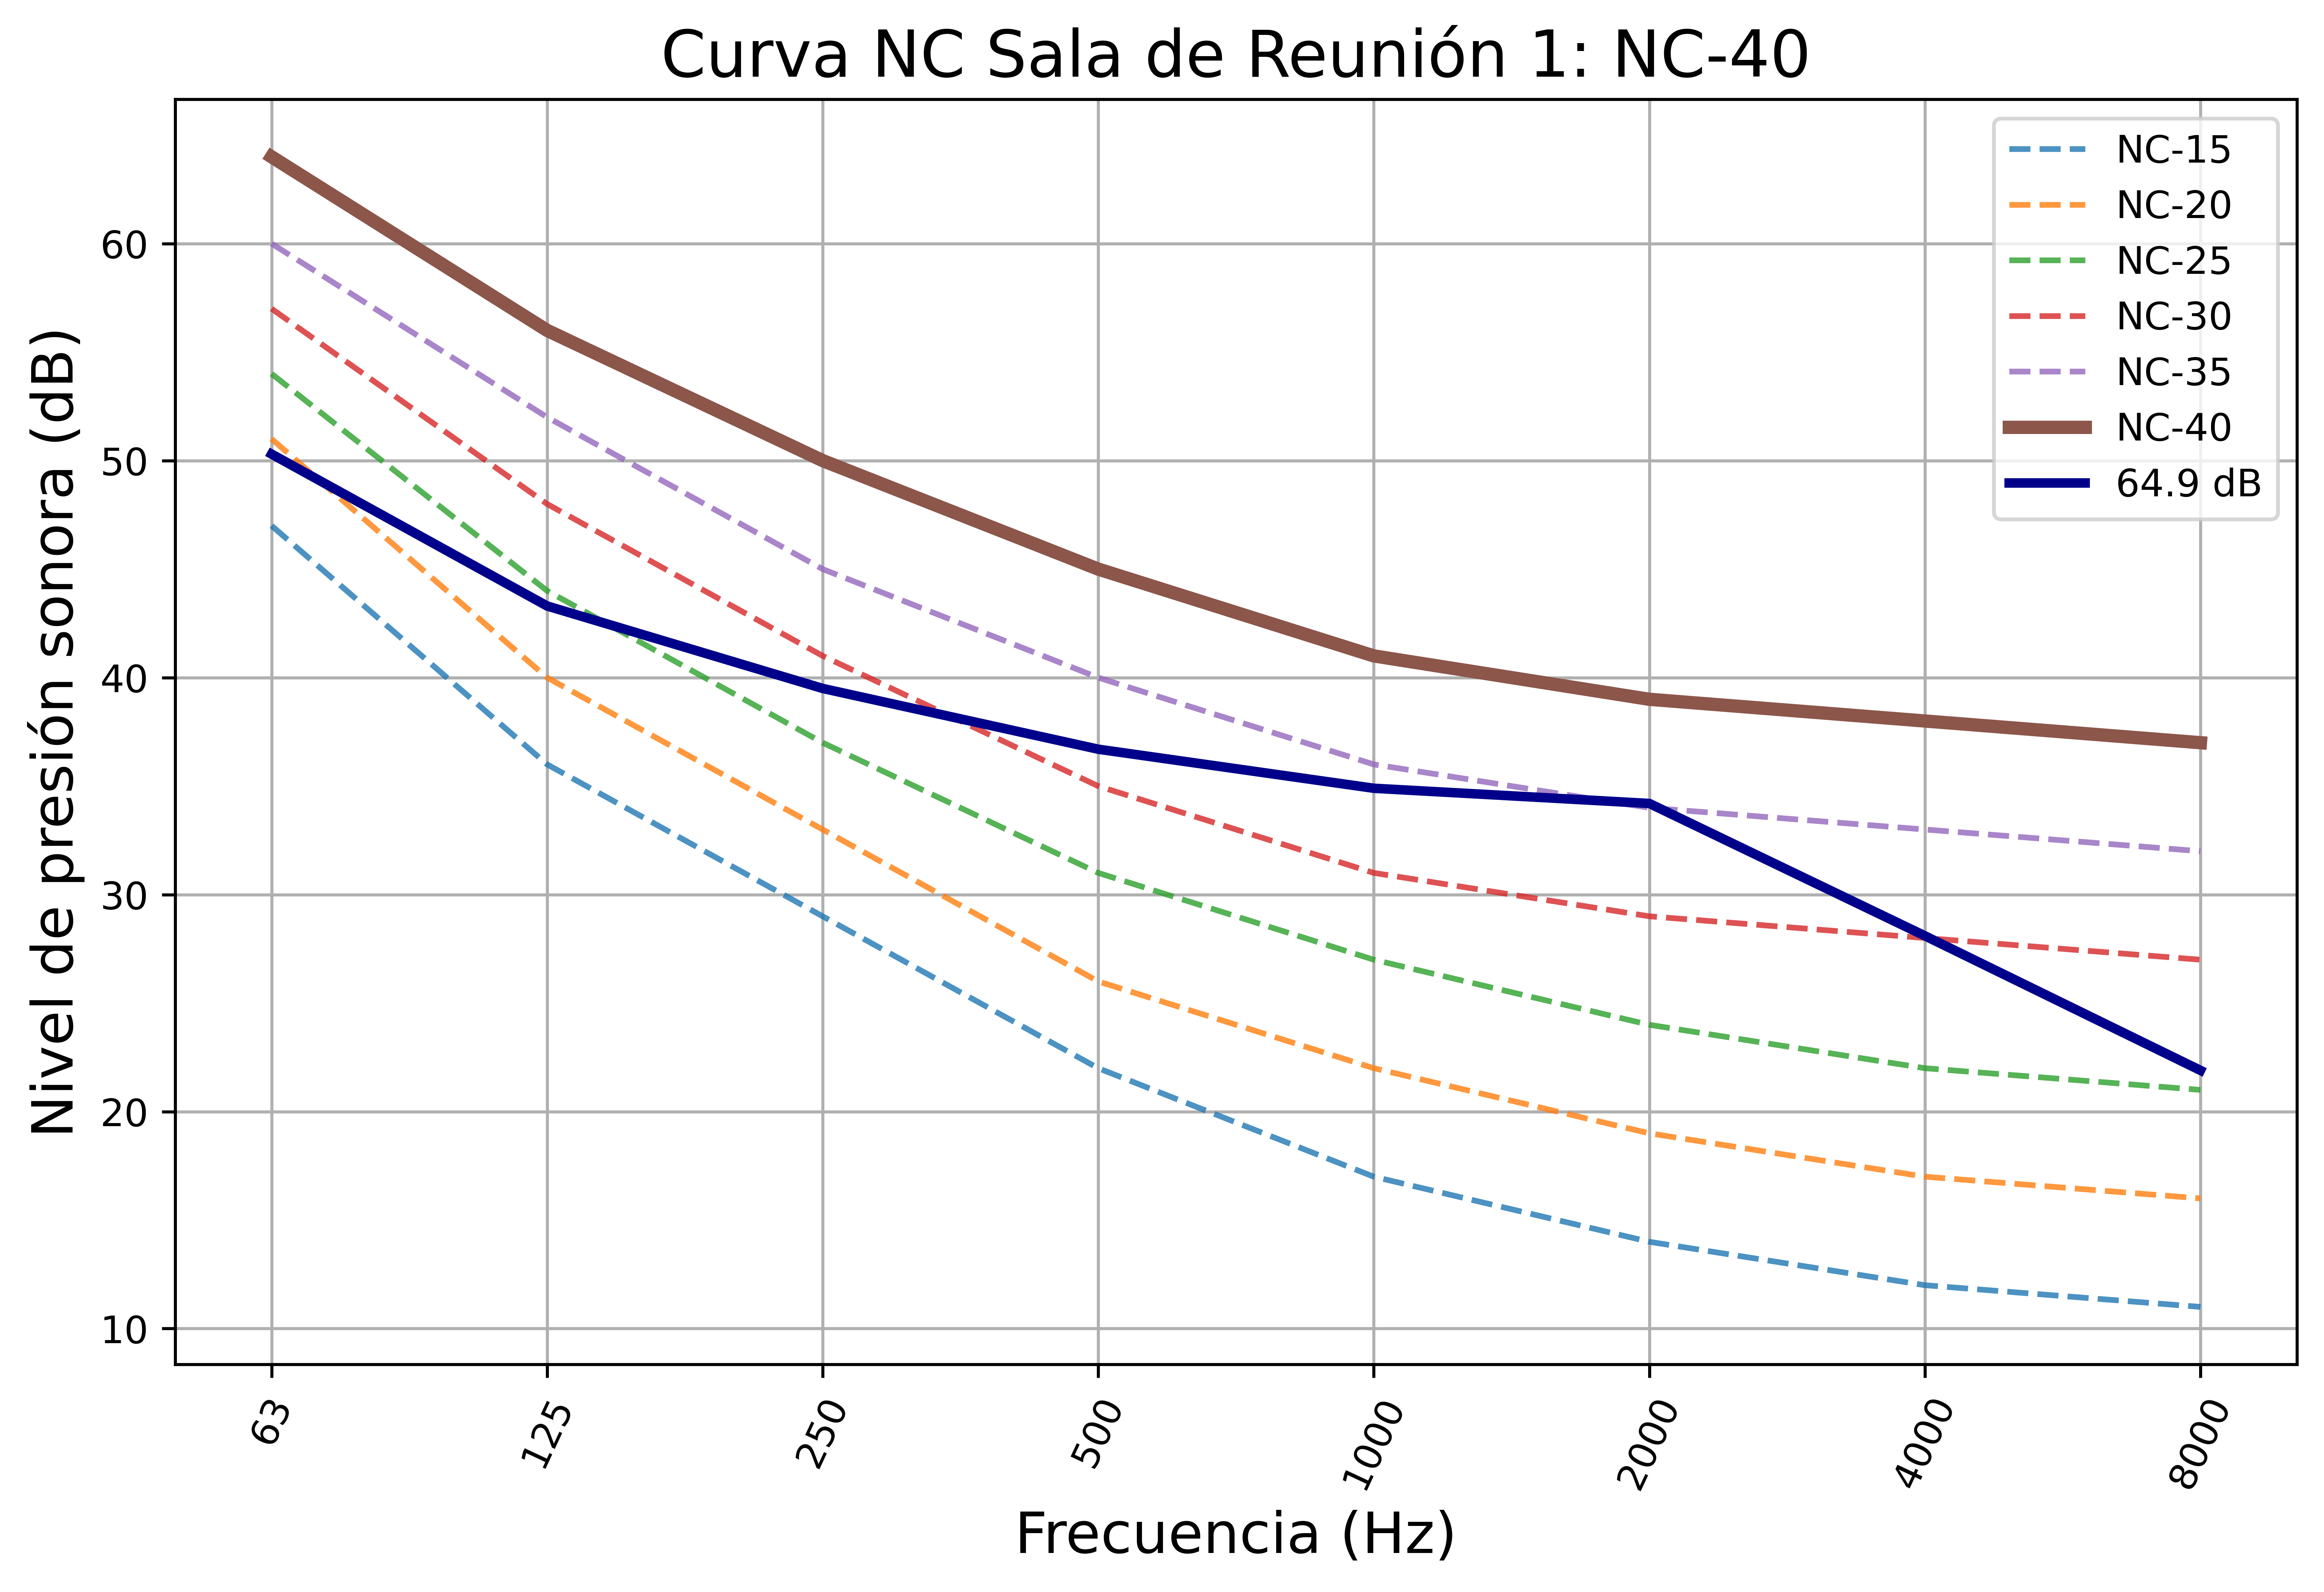 Curva NC Sala de Reunión 1: NC-40
Nivel de presión sonora (dB)
60
50
40
30
20
10
NC-15
NC-20
NC-25
NC-30
NC-35
NC-40
64.9 dB
63
125
250
500
1000
2000
4000
8000
Frecuencia (Hz)